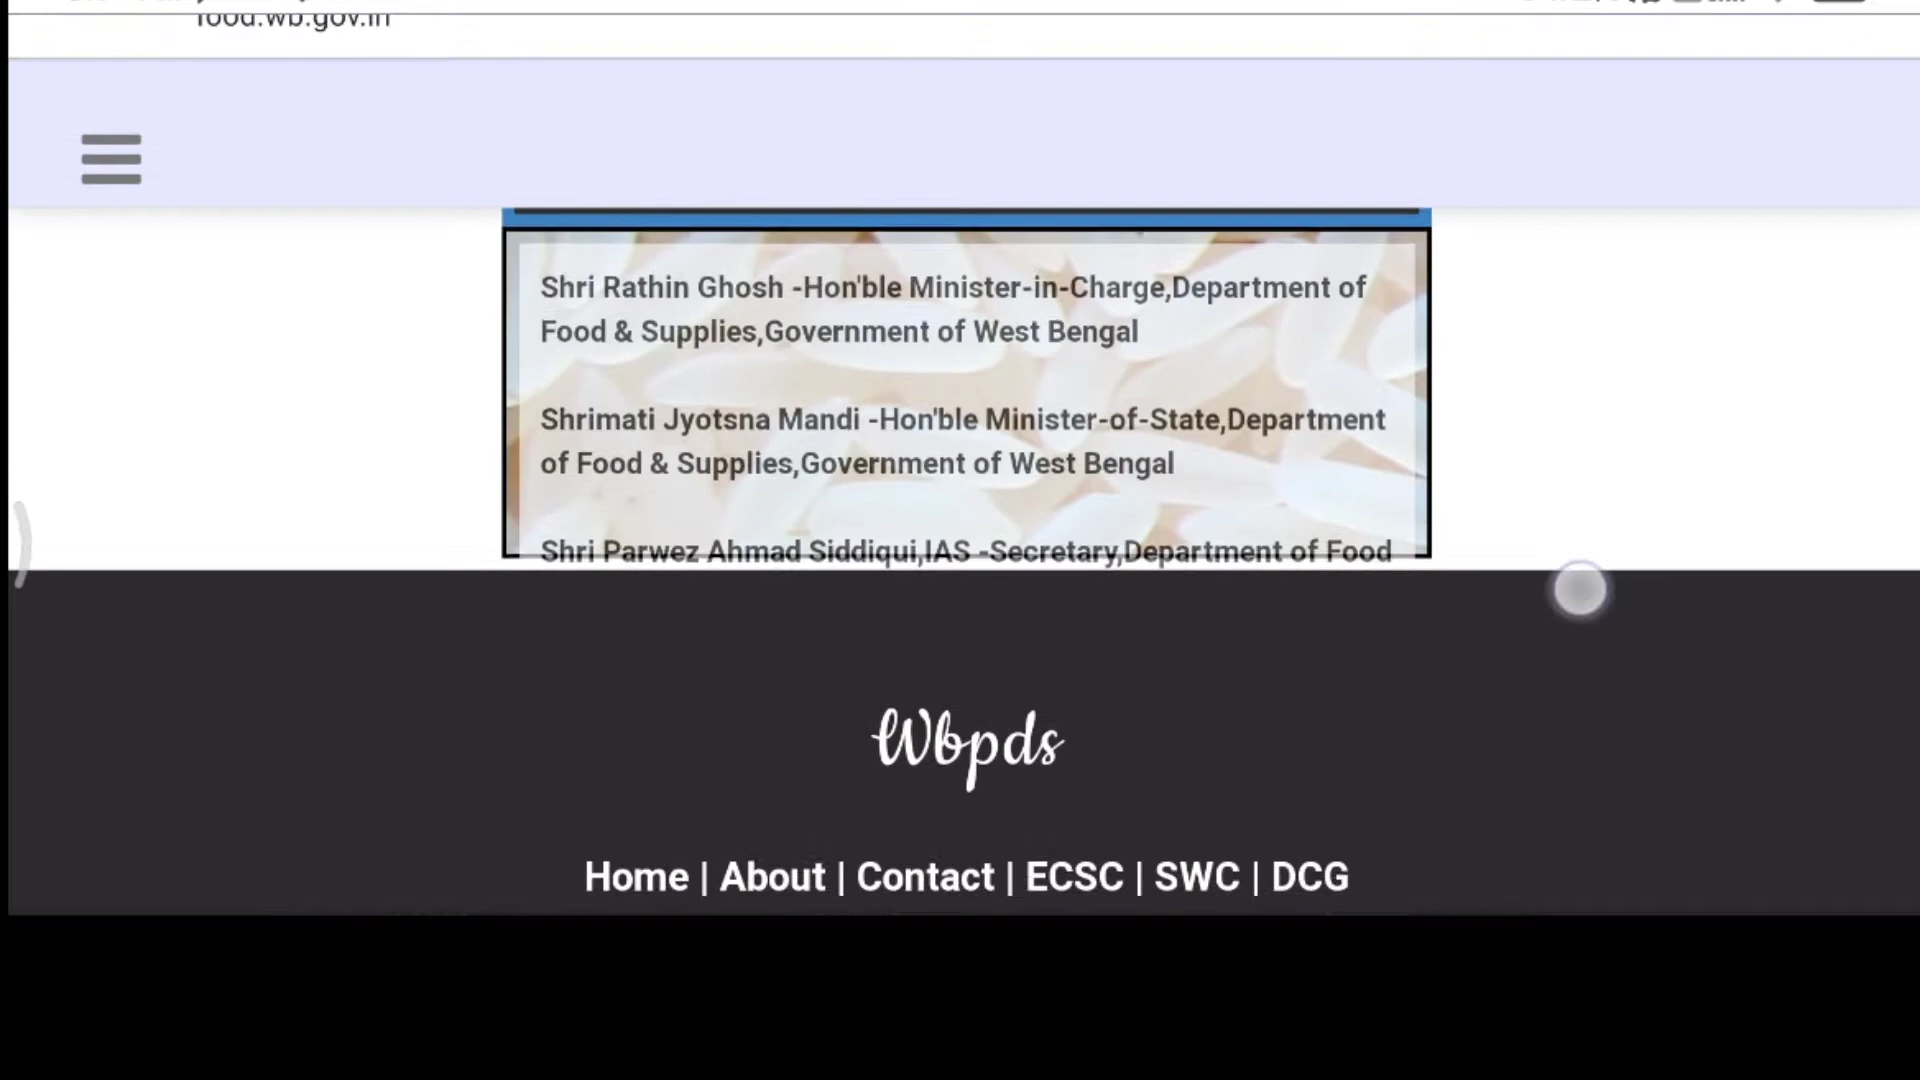 food.wb.gov.in
Shri Rathin Ghosh -Hon'ble Minister-in-Charge,Department of
Food & Supplies,Government of West Bengal
Shrimati Jyotsna Mandi -Hon'ble Minister-of-State,Department
of Food & Supplies,Government of West Bengal
Shri Parwez Ahmad Siddiqui,IAS -Secretary,Department of Food
Wbpds
Home | About | Contact | ECSC | SWC | DCG